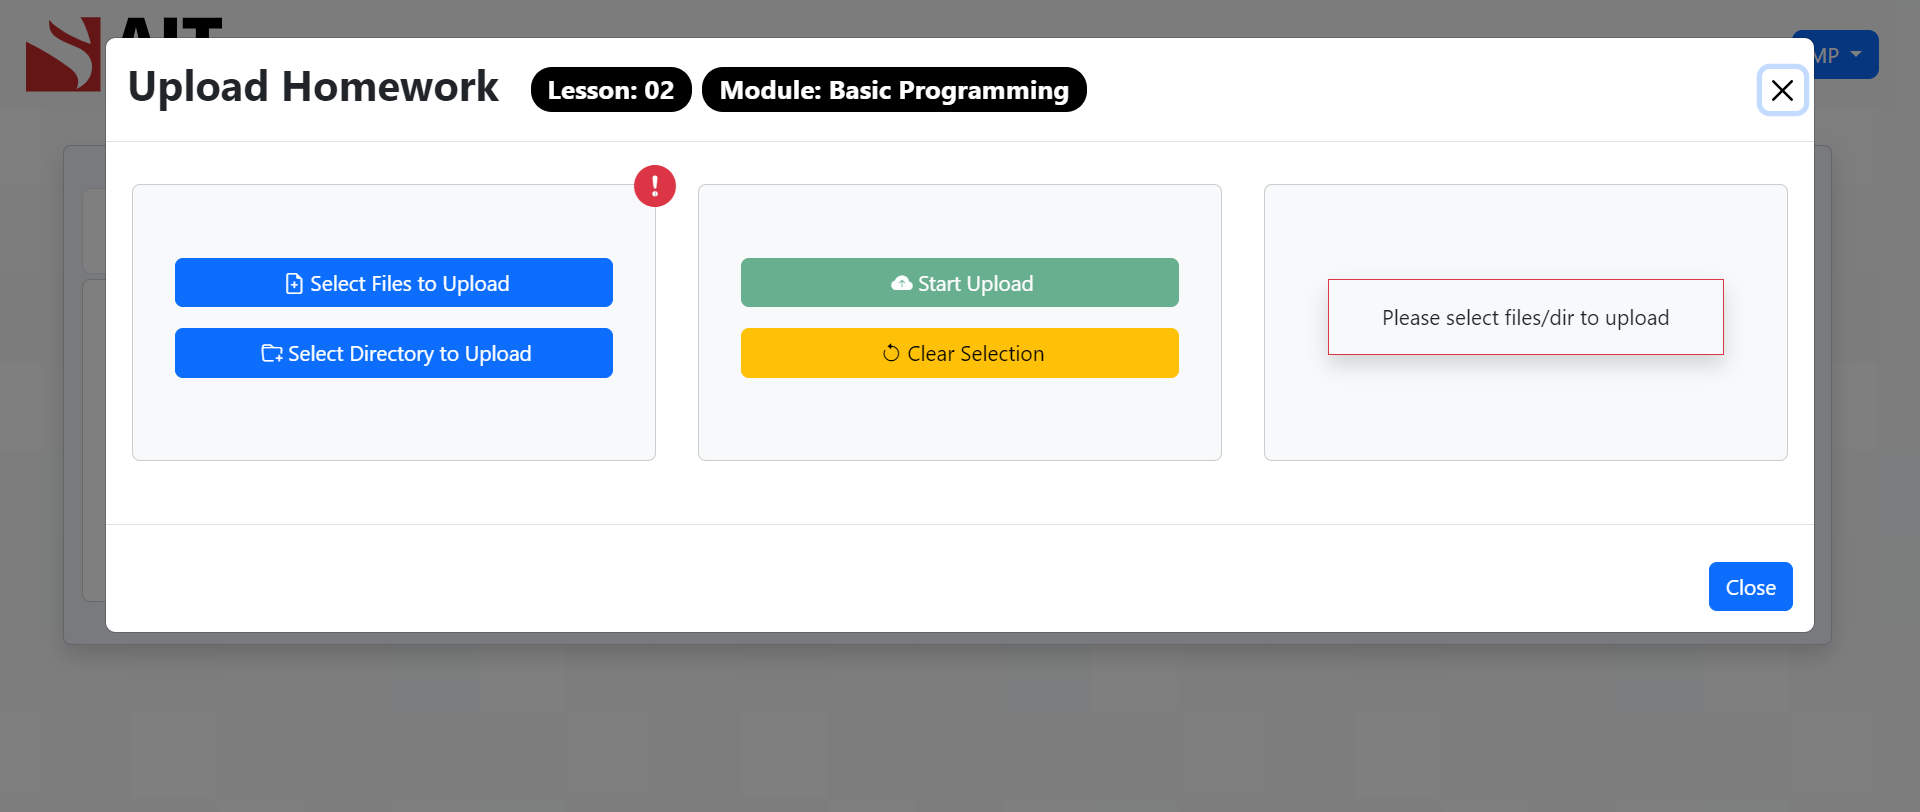 AIT
MP
Upload Homework
Lesson: 02
Module: Basic Programming
Select Files to Upload
Select Directory to Upload
Start Upload
Clear Selection
Please select files/dir to upload
Close